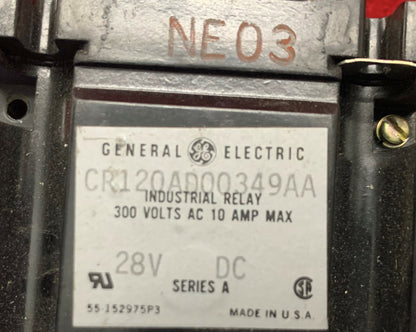 NE03
GENERAL GE ELECTRIC
CR120AD00349AA
INDUSTRIAL RELAY
300 VOLTS AC 10 AMP MAX
28V DC
SERIES A
55-152975P3 MADE IN U.S.A.